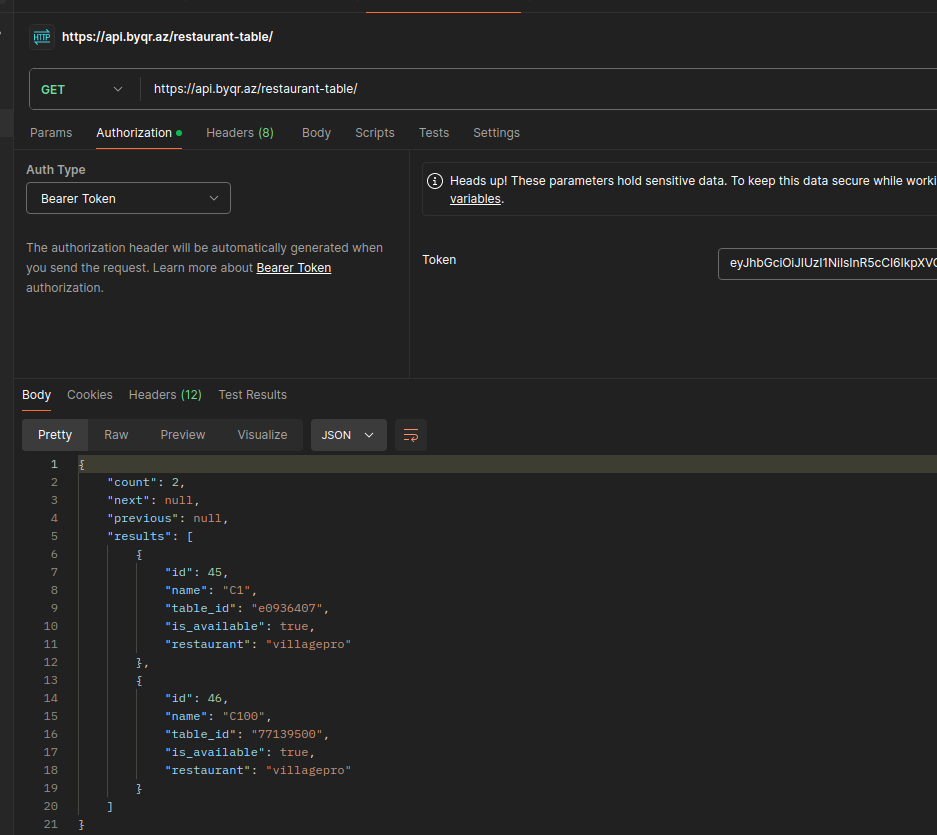 HTTP https://api.byqr.az/restaurant-table/
GET https://api.byqr.az/restaurant-table/
Params Authorization Headers (8) Body Scripts Tests Settings
Auth Type
Bearer Token
The authorization header will be automatically generated when
you send the request. Learn more about Bearer Token
authorization.
Heads up! These parameters hold sensitive data. To keep this data secure while worki
variables.
Token
Body Cookies Headers (12) Test Results
Pretty Raw Preview Visualize JSON
1 {
2 "count": 2,
3 "next": null,
4 "previous": null,
5 "results": [
6 {
7 "id": 45,
8 "name": "C1",
9 "table_id": "e0936407",
10 "is_available": true,
11 "restaurant": "villagepro"
12 },
13 {
14 "id": 46,
15 "name": "C100",
16 "table_id": "77139500",
17 "is_available": true,
18 "restaurant": "villagepro"
19 }
20 ]
21 }